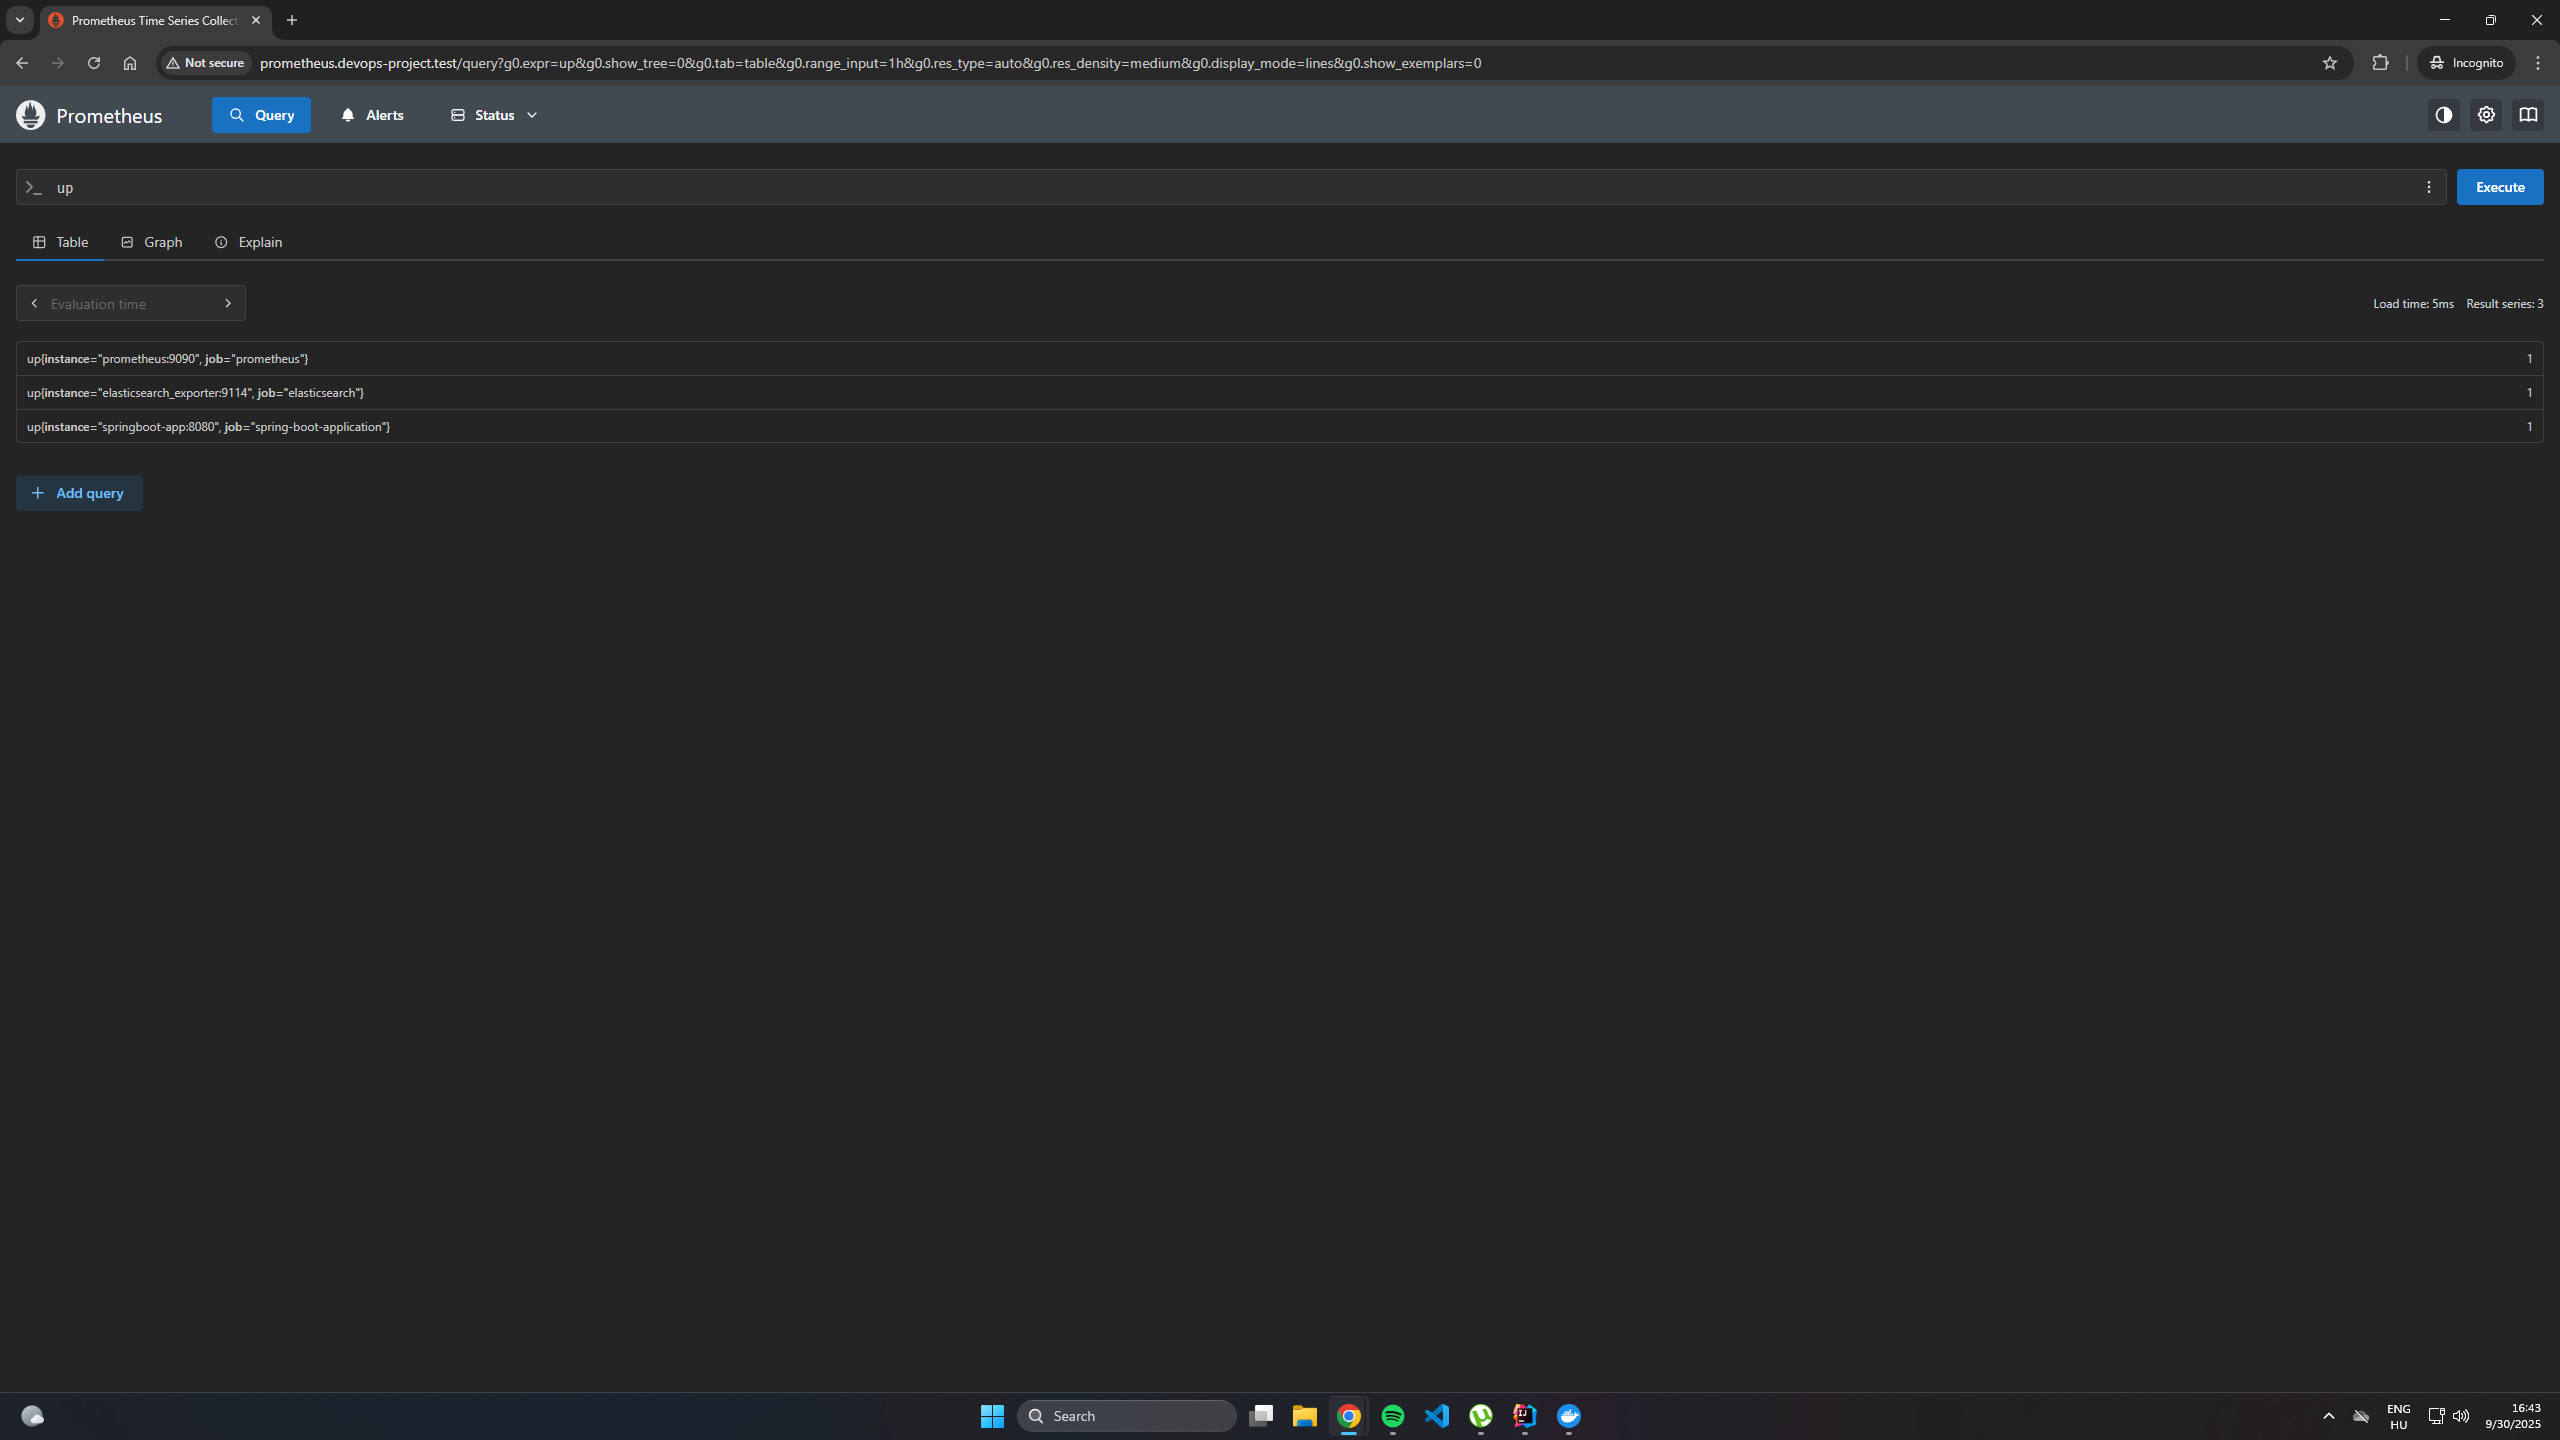 Prometheus Time Series Collect
Not secure
prometheus.devops-project.test/query?g0.expr=up&g0.show_tree=0&g0.tab=table&g0.range_input=1h&g0.res_type=auto&g0.res_density=medium&g0.display_mode=lines&g0.show_exemplars=0
Incognito
Prometheus
Query
Alerts
Status
>_ up
Execute
Table
Graph
Explain
Evaluation time
Load time: 5ms Result series: 3
up{instance="prometheus:9090", job="prometheus"} 1
up{instance="elasticsearch_exporter:9114", job="elasticsearch"} 1
up{instance="springboot-app:8080", job="spring-boot-application"} 1
Add query
Search
ENG
HU
16:43
9/30/2025